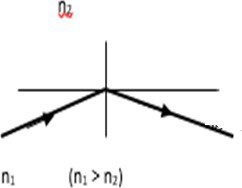 n₂
n₁ (n₁ > n₂)